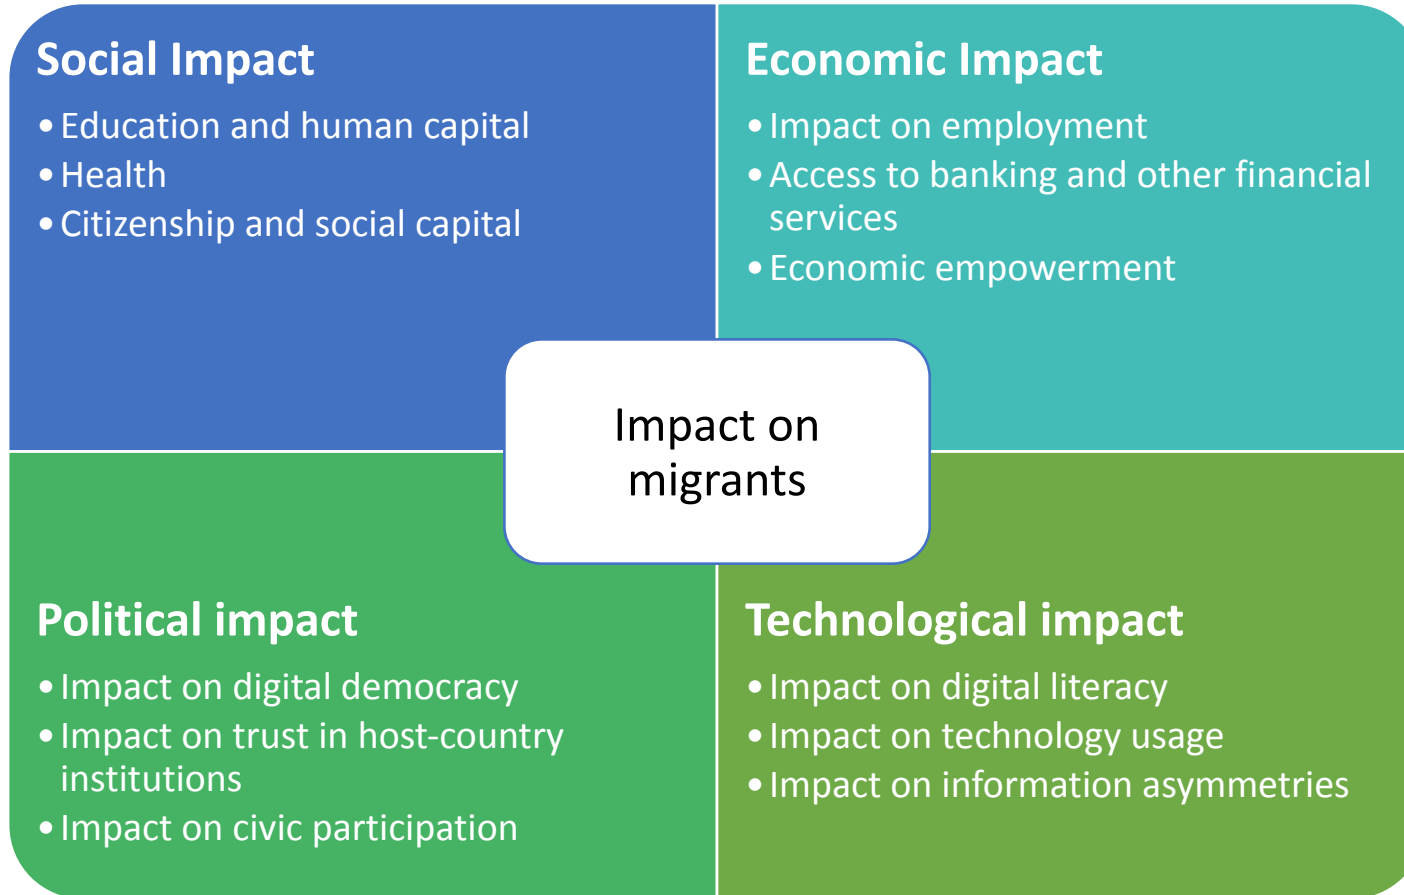 Social Impact
• Education and human capital
• Health
• Citizenship and social capital
Economic Impact
• Impact on employment
• Access to banking and other financial
services
• Economic empowerment
Impact on
migrants
Political impact
• Impact on digital democracy
• Impact on trust in host-country
institutions
• Impact on civic participation
Technological impact
• Impact on digital literacy
• Impact on technology usage
• Impact on information asymmetries